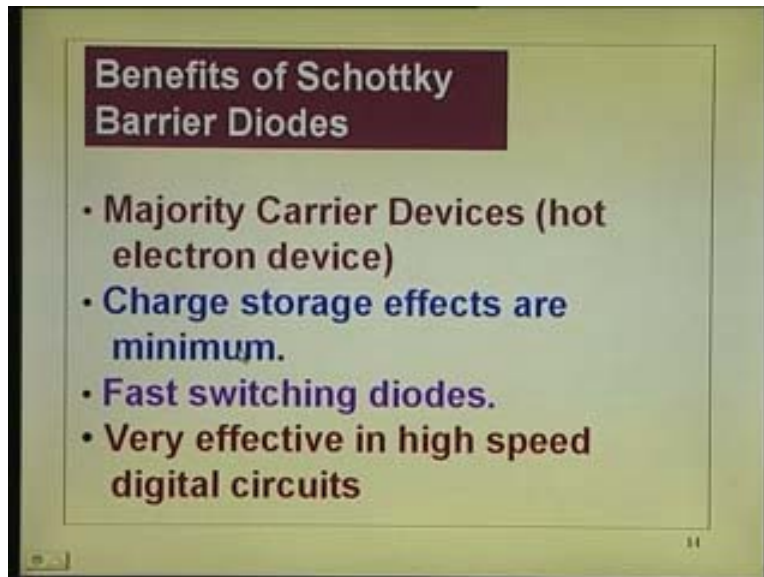 Benefits of Schottky
Barrier Diodes
• Majority Carrier Devices (hot
electron device)
• Charge storage effects are
minimum.
• Fast switching diodes.
• Very effective in high speed
digital circuits
14